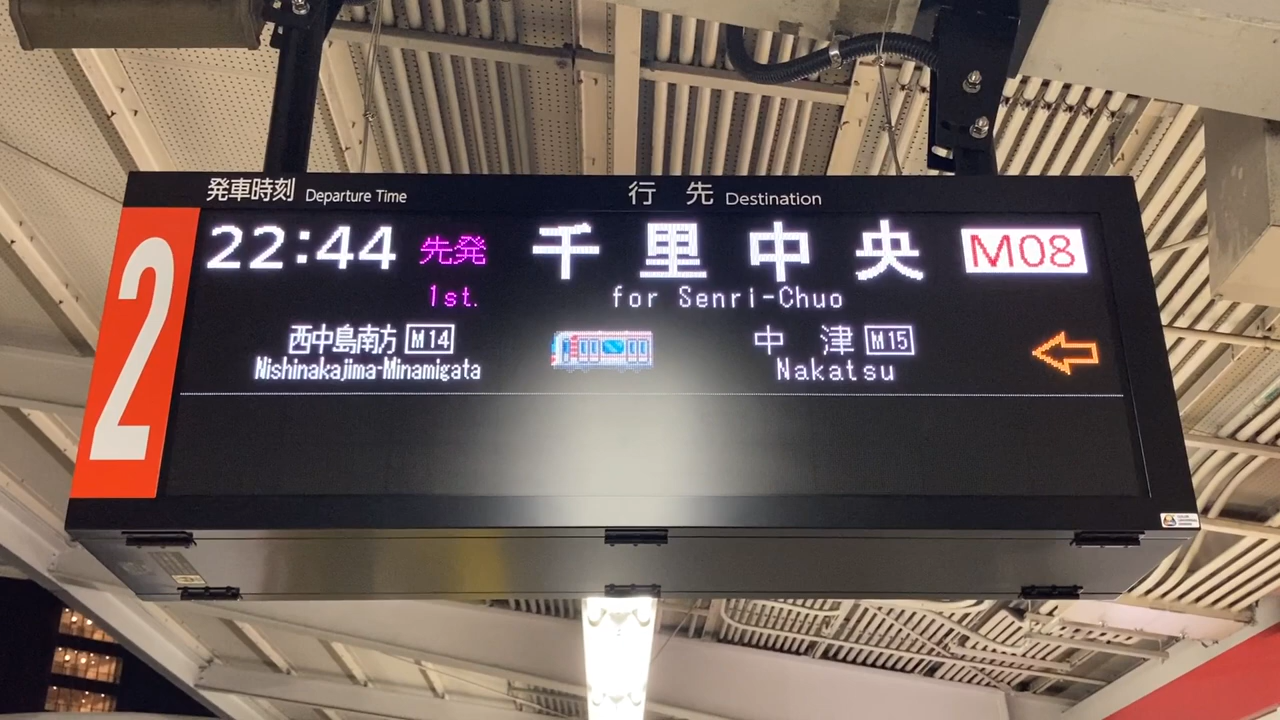 発車時刻 Departure Time 行 先 Destination
2
22:44 先発 千 里 中 央 M08
1st. for Senri-Chuo
西中島南方 M14 中 津 M15
Nishinakajima-Minamigata Nakatsu